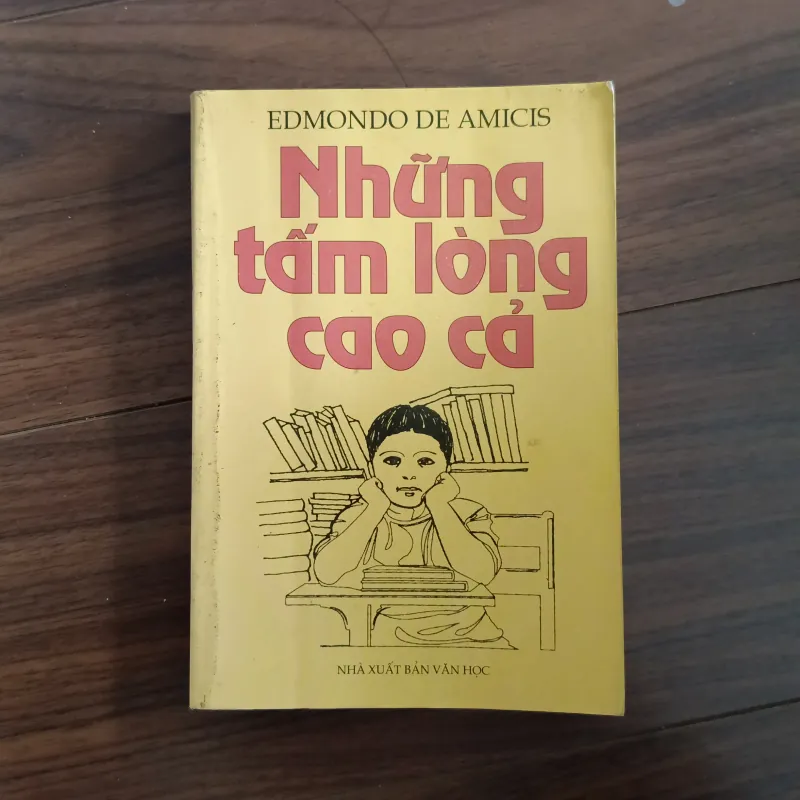 EDMONDO DE AMICIS
Những
tấm lòng
cao cả
NHÀ XUẤT BẢN VĂN HỌC